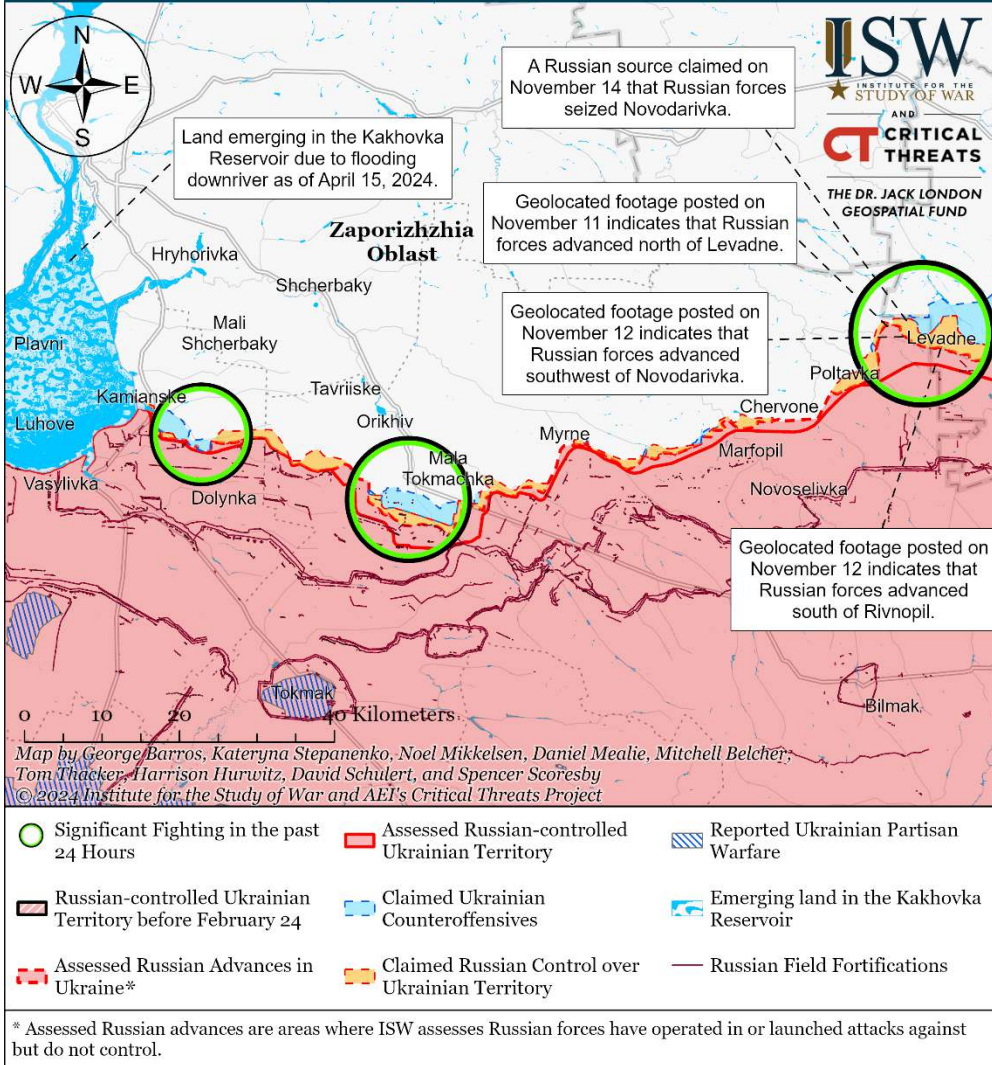 N
W
E
S
ISW
INSTITUTE FOR THE
STUDY OF WAR
AND
CT CRITICAL
THREATS
THE DR. JACK LONDON
GEOSPATIAL FUND
A Russian source claimed on
November 14 that Russian forces
seized Novodarivka.
Land emerging in the Kakhovka
Reservoir due to flooding
downriver as of April 15, 2024.
Geolocated footage posted on
November 11 indicates that Russian
forces advanced north of Levadne.
Zaporizhzhia
Oblast
Hryhorivka
Shcherbaky
Geolocated footage posted on
November 12 indicates that
Russian forces advanced
southwest of Novodarivka.
Mali
Shcherbaky
Plavni
Levadne
Poltavka
Tavriiske
Kamianske
Chervone
Orikhiv
Luhove
Myrne
Marfopil
Mala
Tokmachka
Vasylivka
Dolynka
Novoselivka
Geolocated footage posted on
November 12 indicates that
Russian forces advanced
south of Rivnopil.
Tokmak
Bilmak
0 10 20 40 Kilometers
Map by George Barros, Kateryna Stepanenko, Noel Mikkelsen, Daniel Mealie, Mitchell Belcher,
Tom Thacker, Harrison Hurwitz, David Schulert, and Spencer Scoresby
© 2024 Institute for the Study of War and AEI's Critical Threats Project
Significant Fighting in the past
24 Hours
Assessed Russian-controlled
Ukrainian Territory
Reported Ukrainian Partisan
Warfare
Russian-controlled Ukrainian
Territory before February 24
Claimed Ukrainian
Counteroffensives
Emerging land in the Kakhovka
Reservoir
Assessed Russian Advances in
Ukraine*
Claimed Russian Control over
Ukrainian Territory
Russian Field Fortifications
* Assessed Russian advances are areas where ISW assesses Russian forces have operated in or launched attacks against
but do not control.